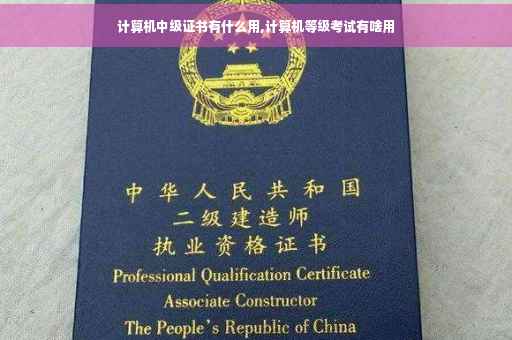 计算机中级证书有什么用,计算机等级考试有啥用
中华人民共和国
二级建造师
执业资格证书
Professional Qualification Certificate
Associate Constructor
The People's Republic of China